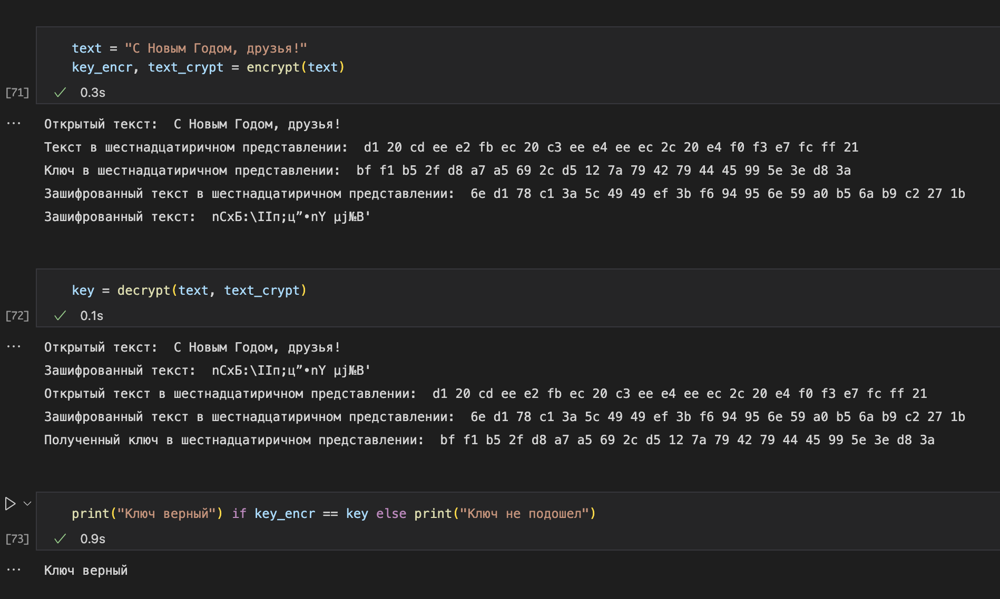 text = "С Новым Годом, друзья!"
key_encr, text_crypt = encrypt(text)
[71]
0.3s
Открытый текст:  С Новым Годом, друзья!
Текст в шестнадцатиричном представлении:  d1 20 cd ee e2 fb ec 20 c3 ee e4 ee ec 2c 20 e4 f0 f3 e7 fc ff 21
Ключ в шестнадцатиричном представлении:  bf f1 b5 2f d8 a7 a5 69 2c d5 12 7a 79 42 79 44 45 99 5e 3e d8 3a
Зашифрованный текст в шестнадцатиричном представлении:  6e d1 78 c1 3a 5c 49 49 ef 3b f6 94 95 6e 59 a0 b5 6a b9 c2 27 1b
Зашифрованный текст:  nСxБ:\IIп;ц”•nY µj№В'
key = decrypt(text, text_crypt)
[72]
0.1s
Открытый текст:  С Новым Годом, друзья!
Зашифрованный текст:  nСxБ:\IIп;ц”•nY µj№В'
Открытый текст в шестнадцатиричном представлении:  d1 20 cd ee e2 fb ec 20 c3 ee e4 ee ec 2c 20 e4 f0 f3 e7 fc ff 21
Зашифрованный текст в шестнадцатиричном представлении:  6e d1 78 c1 3a 5c 49 49 ef 3b f6 94 95 6e 59 a0 b5 6a b9 c2 27 1b
Полученный ключ в шестнадцатиричном представлении:  bf f1 b5 2f d8 a7 a5 69 2c d5 12 7a 79 42 79 44 45 99 5e 3e d8 3a
print("Ключ верный") if key_encr == key else print("Ключ не подошел")
[73]
0.9s
Ключ верный